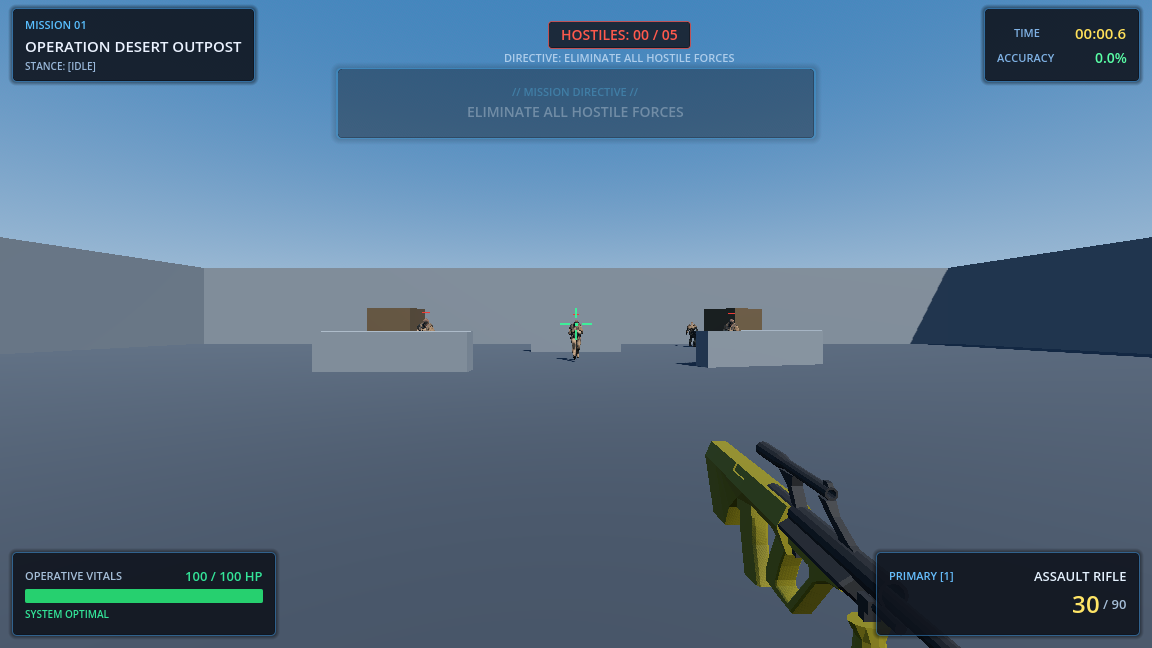 MISSION 01
OPERATION DESERT OUTPOST
STANCE: [IDLE]
HOSTILES: 00 / 05
DIRECTIVE: ELIMINATE ALL HOSTILE FORCES
// MISSION DIRECTIVE //
ELIMINATE ALL HOSTILE FORCES
TIME 00:00.6
ACCURACY 0.0%
OPERATIVE VITALS 100 / 100 HP
SYSTEM OPTIMAL
PRIMARY [1] ASSAULT RIFLE
30 / 90